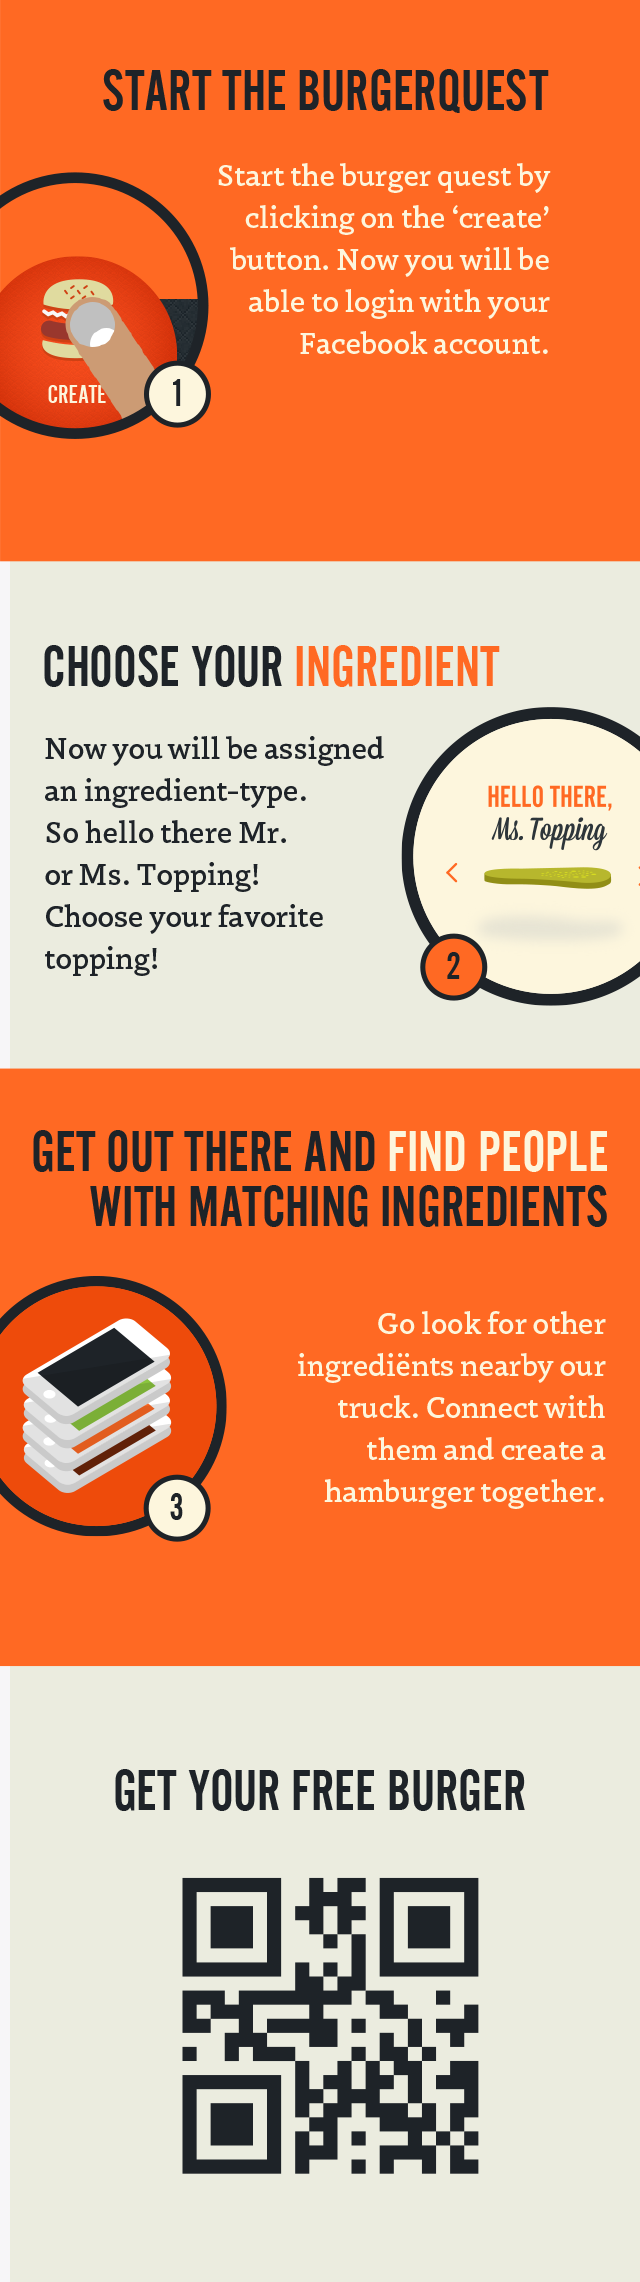 START THE BURGERQUEST
Start the burger quest by
clicking on the ‘create’
button. Now you will be
able to login with your
Facebook account.
CREATE
1
CHOOSE YOUR INGREDIENT
Now you will be assigned
an ingredient-type.
So hello there Mr.
or Ms. Topping!
Choose your favorite
topping!
HELLO THERE,
Ms. Topping
2
GET OUT THERE AND FIND PEOPLE
WITH MATCHING INGREDIENTS
Go look for other
ingrediënts nearby our
truck. Connect with
them and create a
hamburger together.
3
GET YOUR FREE BURGER